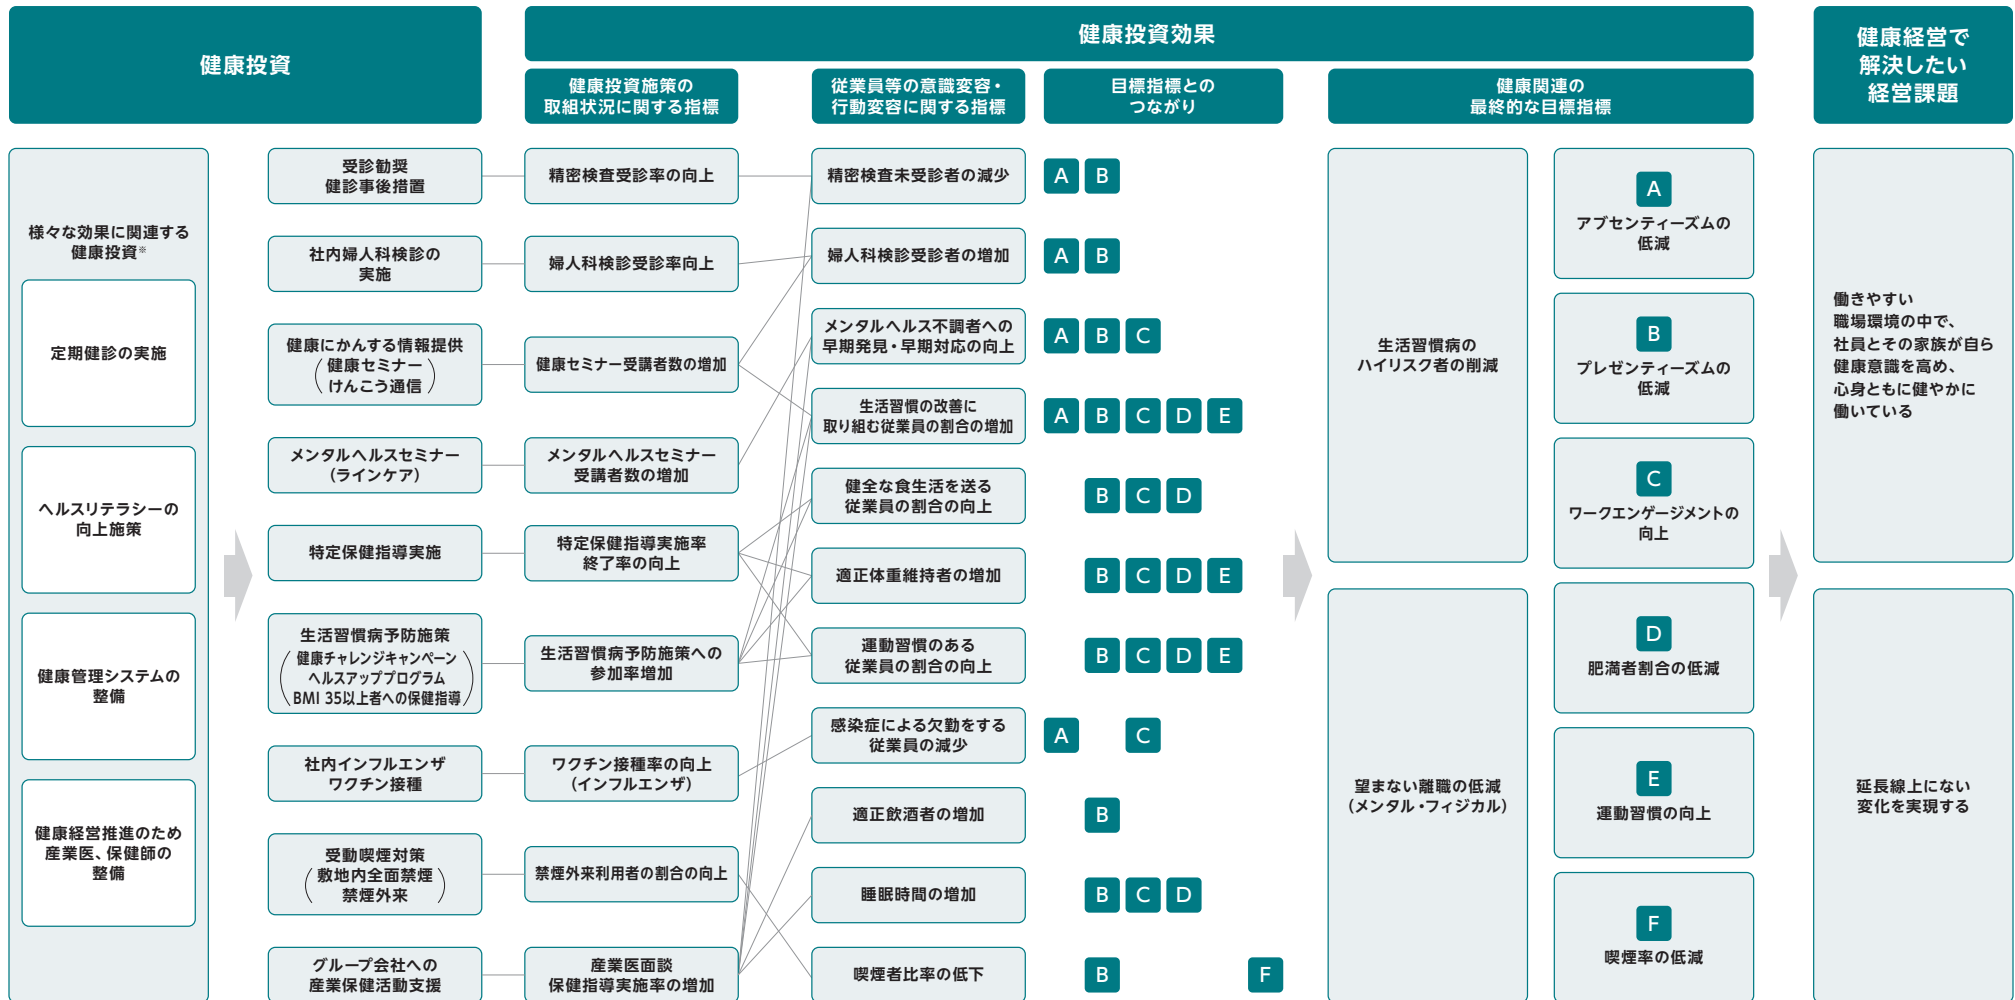 健康投資
健康投資効果
健康経営で
解決したい
経営課題
健康投資施策の
取組状況に関する指標
従業員等の意識変容・
行動変容に関する指標
目標指標との
つながり
健康関連の
最終的な目標指標
様々な効果に関連する
健康投資※
定期健診の実施
ヘルスリテラシーの
向上施策
健康管理システムの
整備
健康経営推進のため
産業医、保健師の
整備
受診勧奨
健診事後措置
社内婦人科検診の
実施
健康にかんする情報提供
(健康セミナー
けんこう通信)
メンタルヘルスセミナー
(ラインケア)
特定保健指導実施
生活習慣病予防施策
(健康チャレンジキャンペーン
ヘルスアッププログラム
BMI 35以上者への保健指導)
社内インフルエンザ
ワクチン接種
受動喫煙対策
(敷地内全面禁煙
禁煙外来)
グループ会社への
産業保健活動支援
精密検査受診率の向上
婦人科検診受診率向上
健康セミナー受講者数の増加
メンタルヘルスセミナー
受講者数の増加
特定保健指導実施率
終了率の向上
生活習慣病予防施策への
参加率増加
ワクチン接種率の向上
(インフルエンザ)
禁煙外来利用者の割合の向上
産業医面談
保健指導実施率の増加
精密検査未受診者の減少
A B
婦人科検診受診者の増加
A B
メンタルヘルス不調者への
早期発見・早期対応の向上
A B C
生活習慣の改善に
取り組む従業員の割合の増加
A B C D E
健全な食生活を送る
従業員の割合の向上
B C D
適正体重維持者の増加
B C D E
運動習慣のある
従業員の割合の向上
B C D E
感染症による欠勤をする
従業員の減少
A C
適正飲酒者の増加
B
睡眠時間の増加
B C D
喫煙者比率の低下
B F
生活習慣病の
ハイリスク者の削減
望まない離職の低減
(メンタル・フィジカル)
A
アブセンティーズムの
低減
B
プレゼンティーズムの
低減
C
ワークエンゲージメントの
向上
D
肥満者割合の低減
E
運動習慣の向上
F
喫煙率の低減
働きやすい
職場環境の中で、
社員とその家族が自ら
健康意識を高め、
心身ともに健やかに
働いている
延長線上にない
変化を実現する